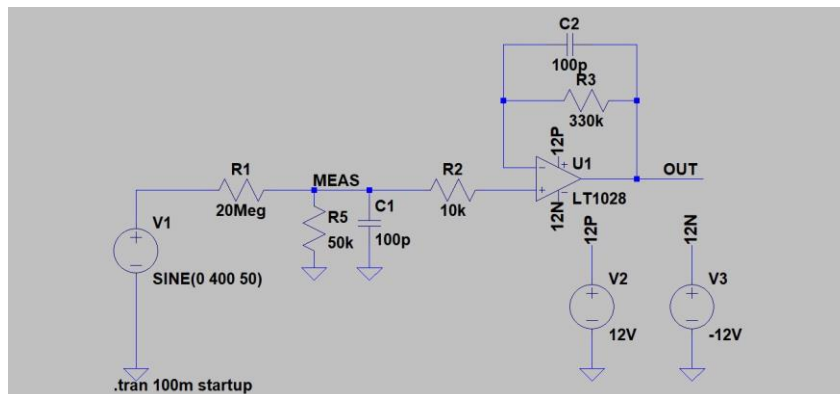 C2
100p
R3
330k
12P
U1
LT1028
12N
OUT
R1
20Meg
MEAS
R2
10k
R5
50k
C1
100p
V1
SINE(0 400 50)
12P
V2
12V
12N
V3
-12V
.tran 100m startup